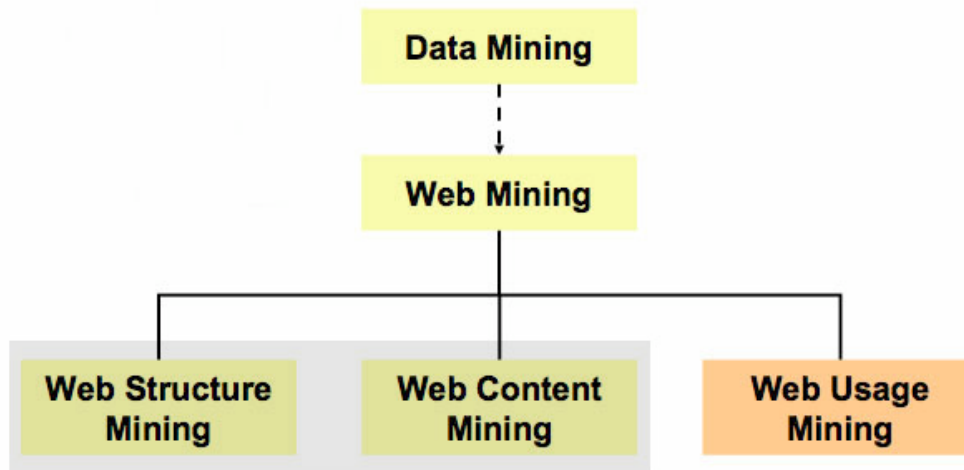 Data Mining
Web Mining
Web Structure
Mining
Web Content
Mining
Web Usage
Mining